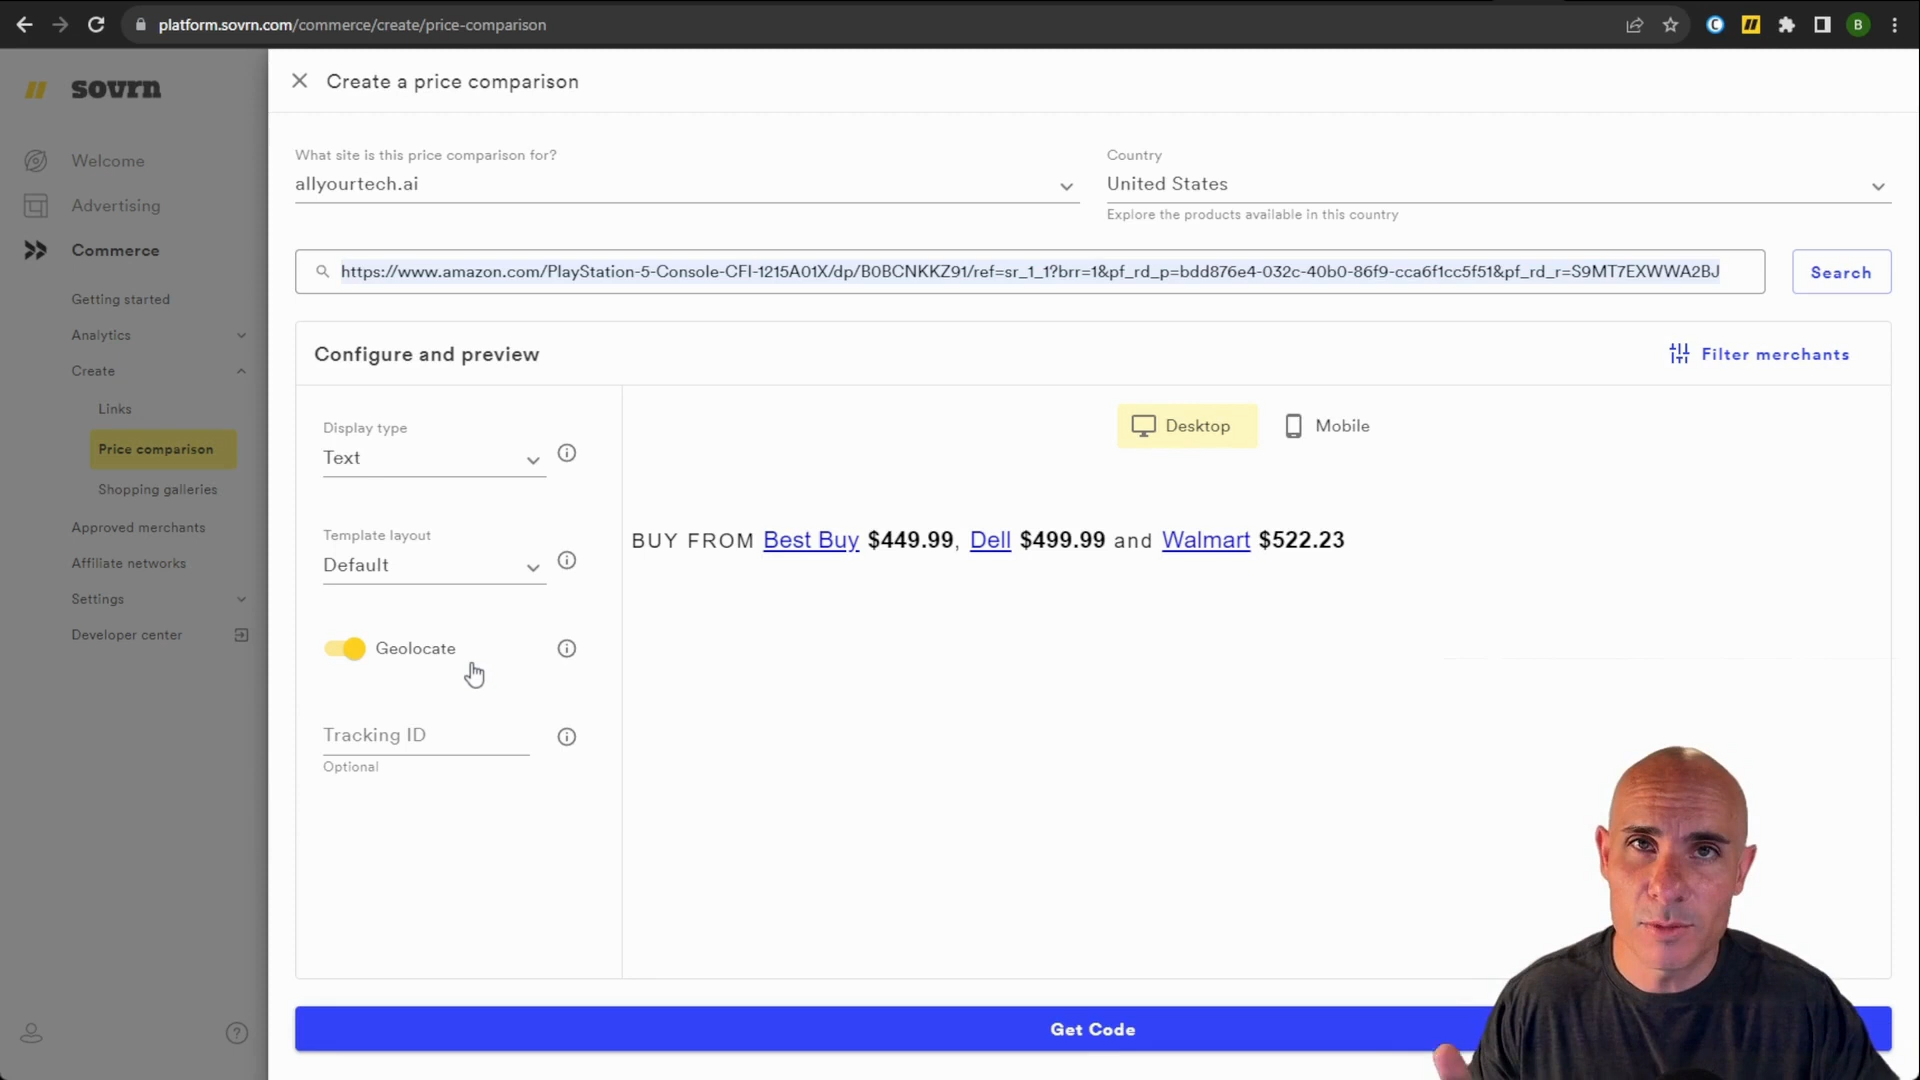 platform.sovrn.com/commerce/create/price-comparison
B
sovrn
Create a price comparison
Welcome
Advertising
Commerce
Getting started
Analytics
Create
Links
Price comparison
Shopping galleries
Approved merchants
Affiliate networks
Settings
Developer center
What site is this price comparison for?
allyourtech.ai
Country
United States
Explore the products available in this country
https://www.amazon.com/PlayStation-5-Console-CFI-1215A01X/dp/B0BCNKKZ91/ref=sr_1_1?brr=1&pf_rd_p=bdd876e4-032c-40b0-86f9-cca6f1cc5f51&pf_rd_r=S9MT7EXWWA2BJ
Search
Configure and preview
Filter merchants
Display type
Text
Template layout
Default
Geolocate
Tracking ID
Optional
Desktop
Mobile
BUY FROM Best Buy $449.99, Dell $499.99 and Walmart $522.23
Get Code